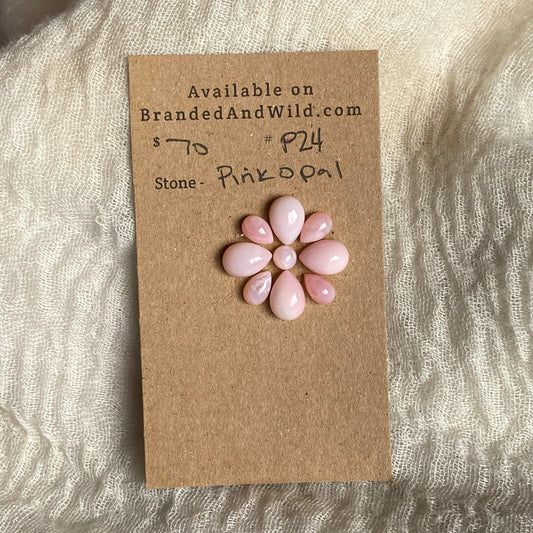 Available on
BrandedAndWild.com
$ 70 # P24
Stone - Pink Opal